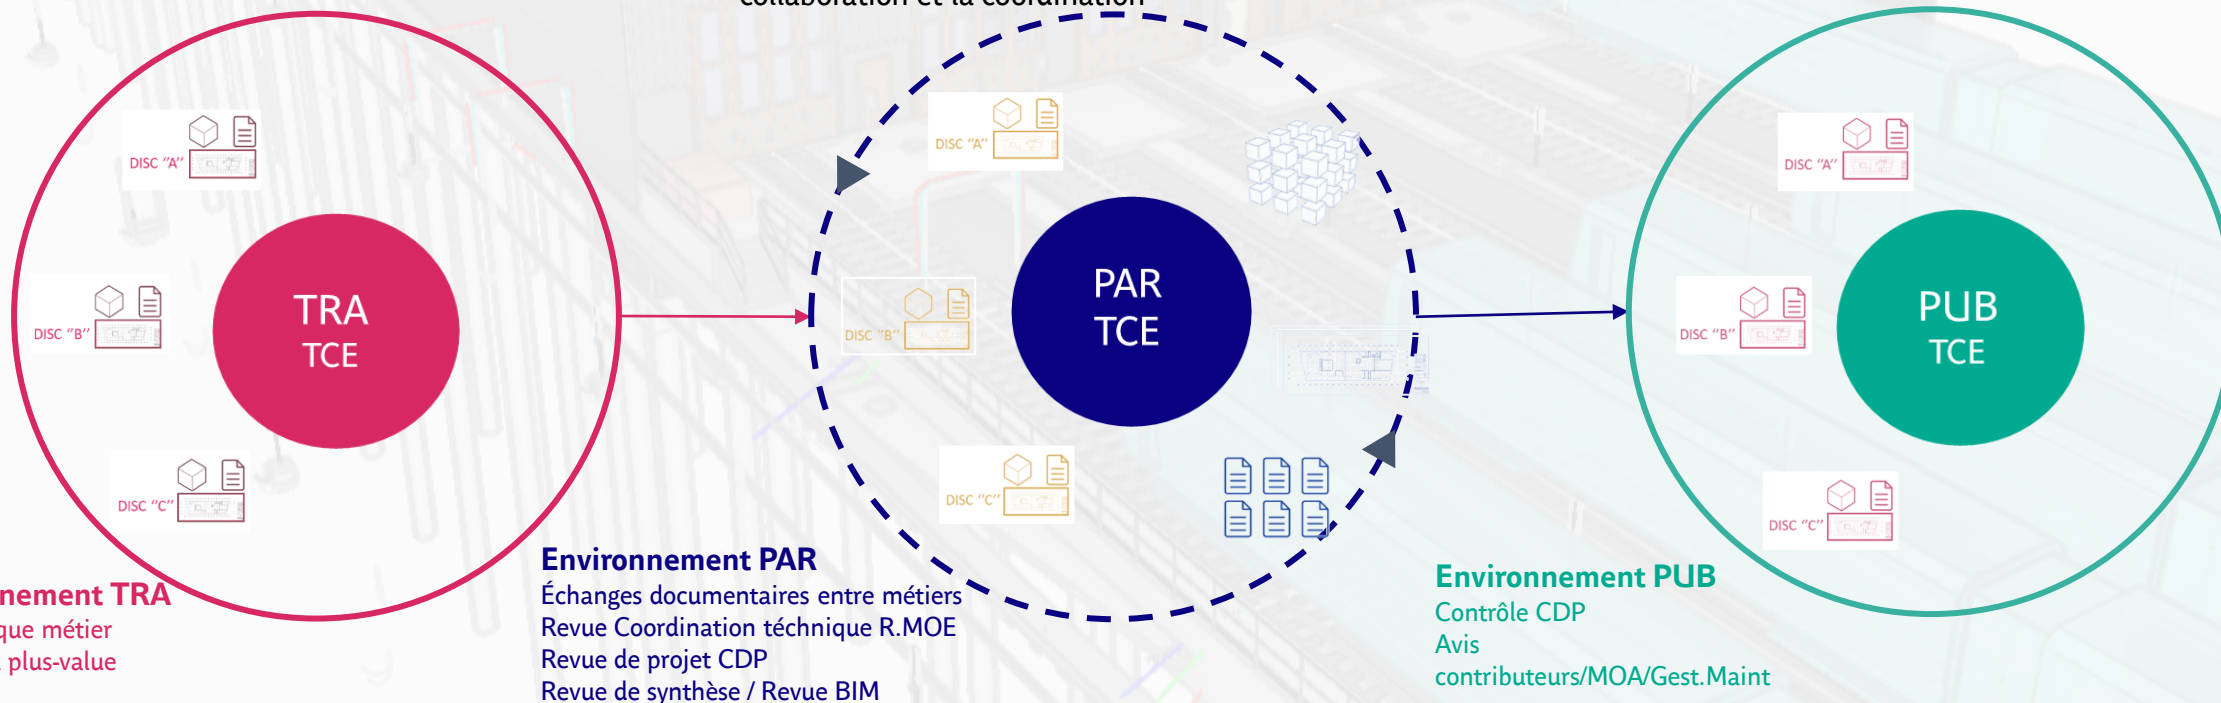 collaboration et la coordination
DISC "A"
DISC "B"
DISC "C"
TRA
TCE
nement TRA
que métier
plus-value
DISC "A"
DISC "B"
DISC "C"
PAR
TCE
Environnement PAR
Échanges documentaires entre métiers
Revue Coordination téchnique R.MOE
Revue de projet CDP
Revue de synthèse / Revue BIM
DISC "A"
DISC "B"
DISC "C"
PUB
TCE
Environnement PUB
Contrôle CDP
Avis
contributeurs/MOA/Gest.Maint